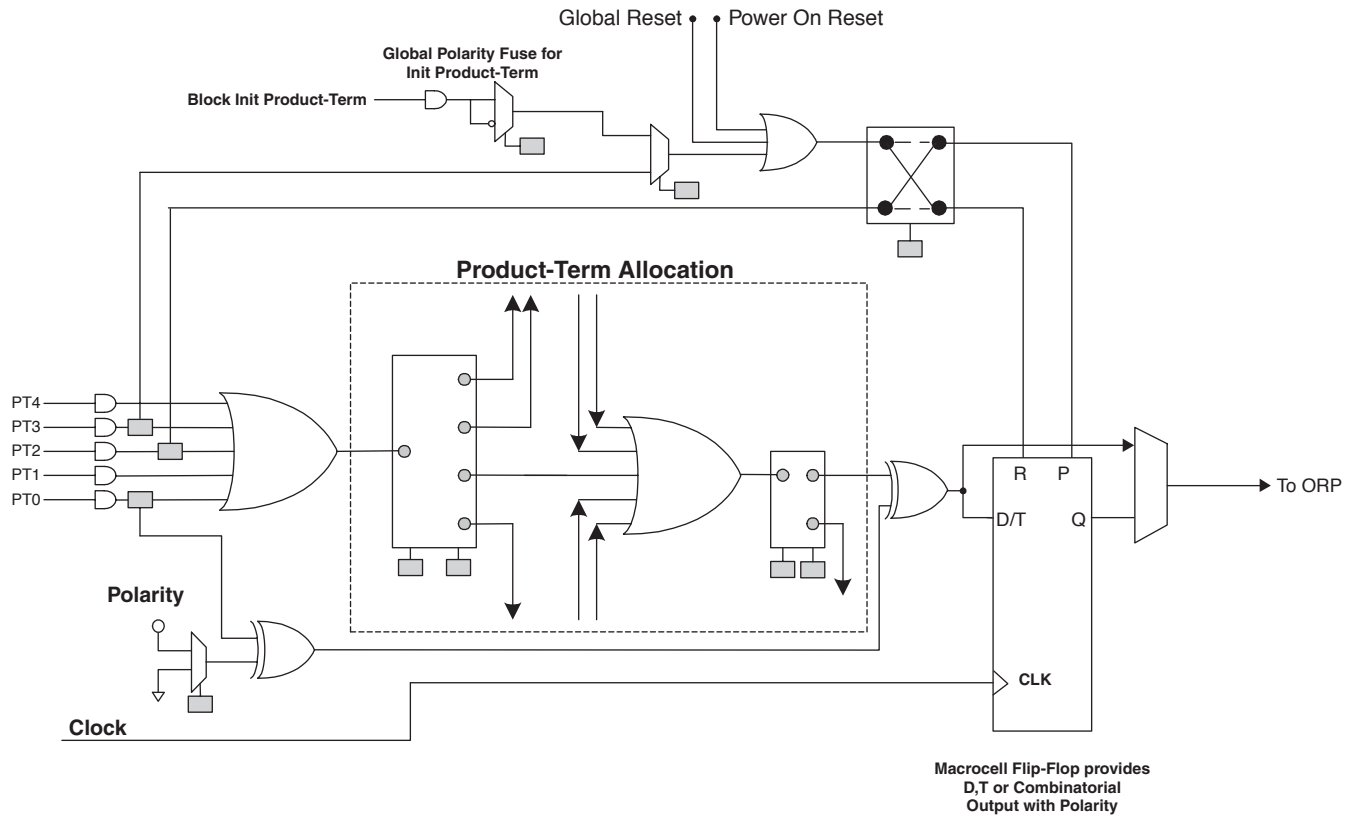 Global Reset
Power On Reset
Global Polarity Fuse for
Init Product-Term
Block Init Product-Term
Product-Term Allocation
PT4
PT3
PT2
PT1
PT0
R
P
D/T
Q
To ORP
Polarity
CLK
Clock
Macrocell Flip-Flop provides
D,T or Combinatorial
Output with Polarity